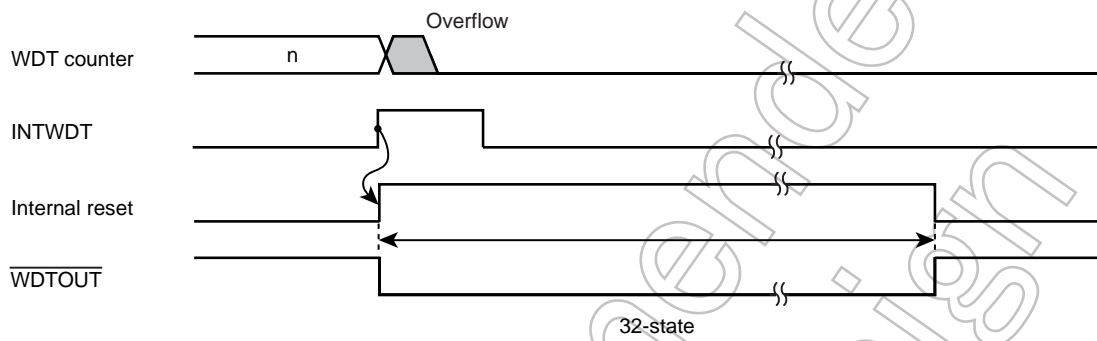 Overflow
WDT counter
n
INTWDT
Internal reset
WDTOUT
32-state